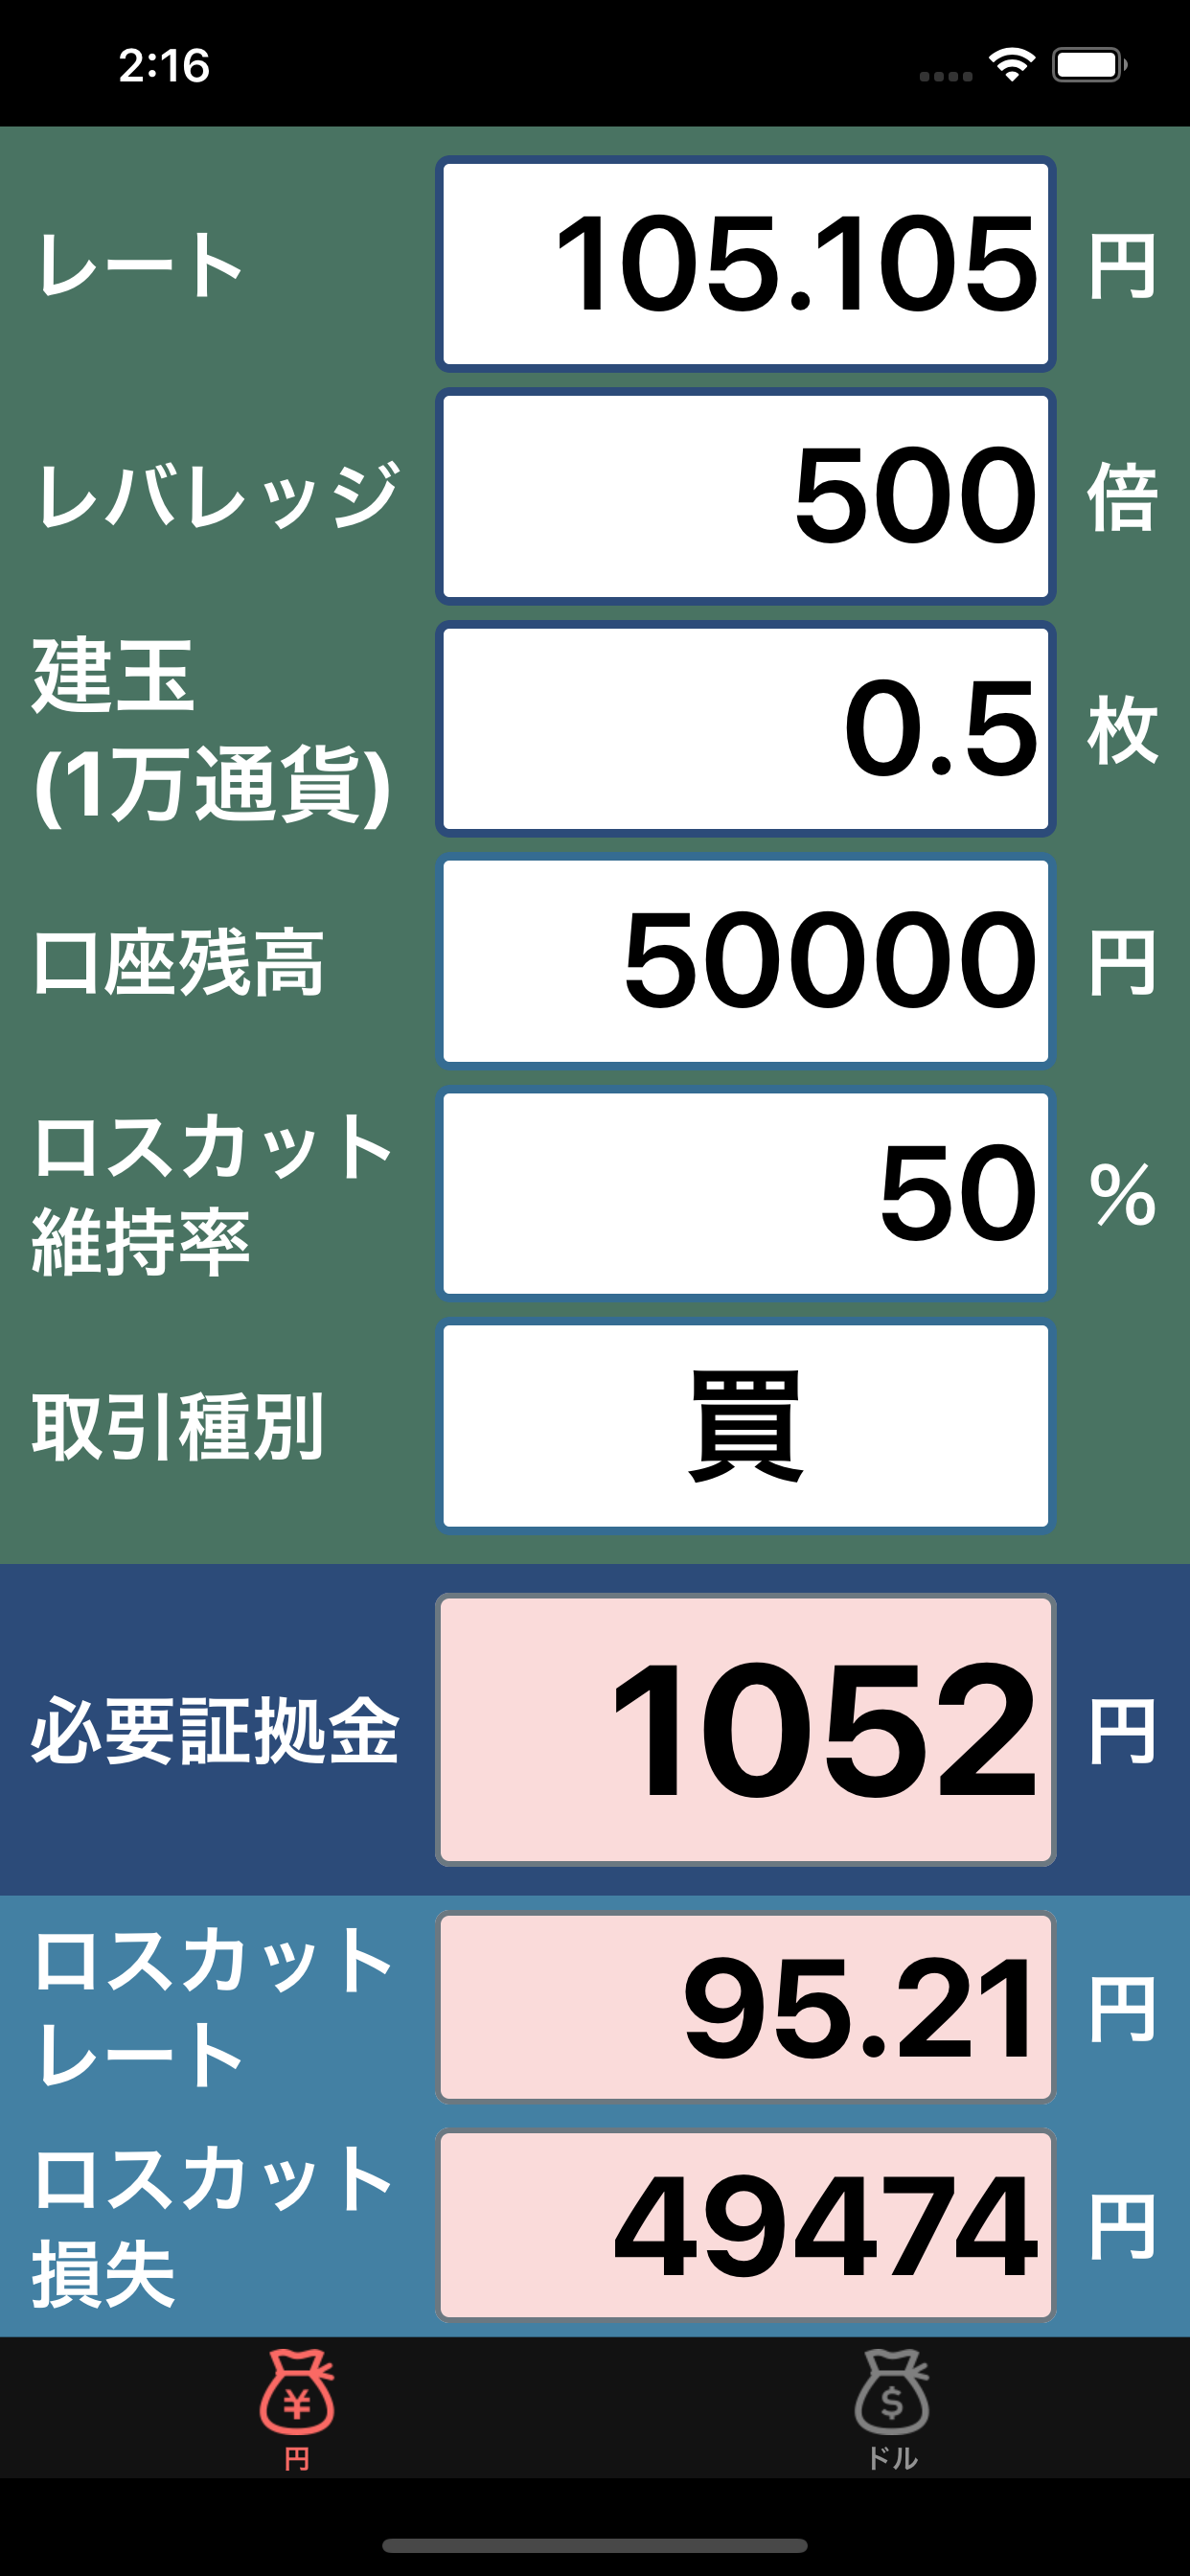 2:16
レート 105.105 円
レバレッジ 500 倍
建玉
(1万通貨) 0.5 枚
口座残高 50000 円
ロスカット
維持率 50 %
取引種別 買
必要証拠金 1052 円
ロスカット
レート 95.21 円
ロスカット
損失 49474 円
¥ $
円 ドル